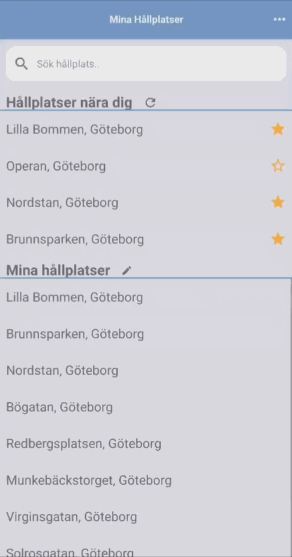 Mina Hållplatser
Sök hållplats..
Hållplatser nära dig
Lilla Bommen, Göteborg
Operan, Göteborg
Nordstan, Göteborg
Brunnsparken, Göteborg
Mina hållplatser
Lilla Bommen, Göteborg
Brunnsparken, Göteborg
Nordstan, Göteborg
Bögatan, Göteborg
Redbergsplatsen, Göteborg
Munkebäckstorget, Göteborg
Virginsgatan, Göteborg
Solrosgatan, Göteborg